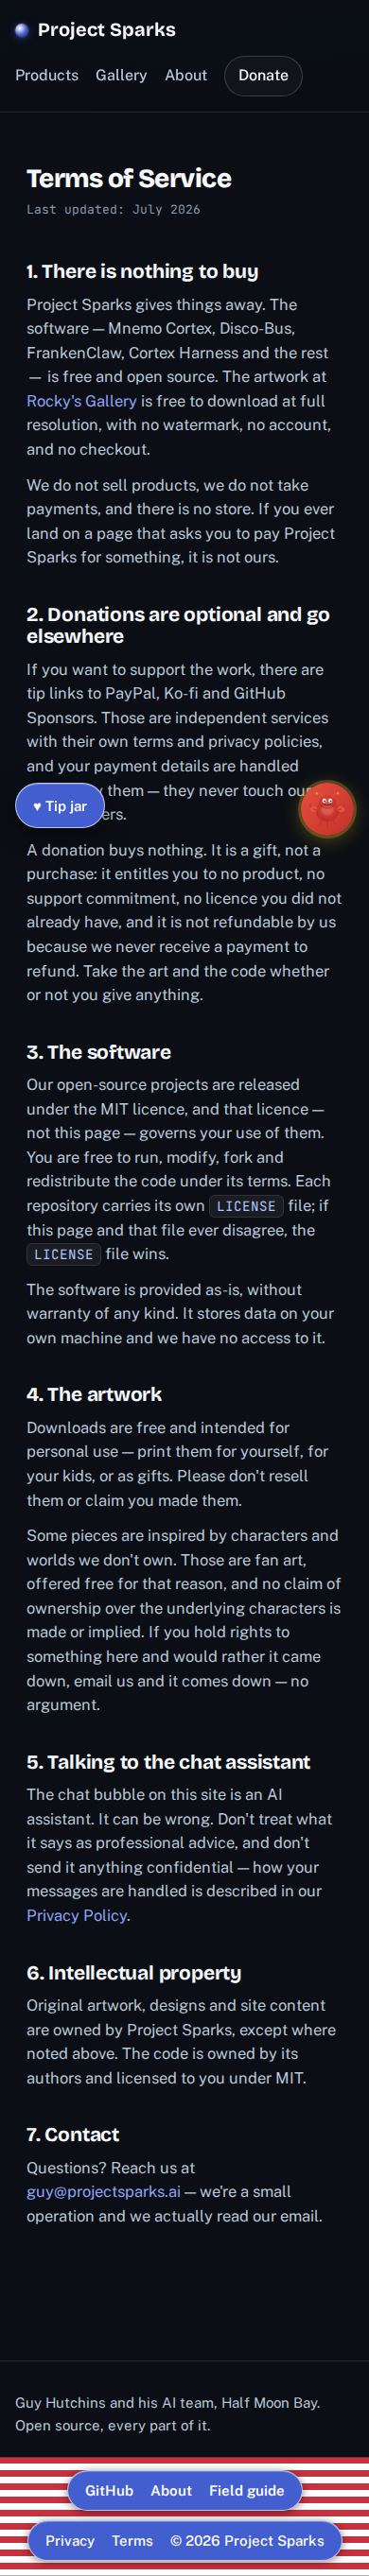 Project Sparks
Products Gallery About Donate
Terms of Service
Last updated: July 2026
1. There is nothing to buy
Project Sparks gives things away. The
software — Mnemo Cortex, Disco-Bus,
FrankenClaw, Cortex Harness and the rest
— is free and open source. The artwork at
Rocky's Gallery is free to download at full
resolution, with no watermark, no account,
and no checkout.
We do not sell products, we do not take
payments, and there is no store. If you ever
land on a page that asks you to pay Project
Sparks for something, it is not ours.
2. Donations are optional and go
elsewhere
If you want to support the work, there are
tip links to PayPal, Ko-fi and GitHub
Sponsors. Those are independent services
with their own terms and privacy policies,
and your payment details are handled
them — they never touch
♥ Tip jar
A donation buys nothing. It is a gift, not a
purchase: it entitles you to no product, no
support commitment, no licence you did not
already have, and it is not refundable by us
because we never receive a payment to
refund. Take the art and the code whether
or not you give anything.
3. The software
Our open-source projects are released
under the MIT licence, and that licence —
not this page — governs your use of them.
You are free to run, modify, fork and
redistribute the code under its terms. Each
repository carries its own LICENSE file; if
this page and that file ever disagree, the
LICENSE file wins.
The software is provided as-is, without
warranty of any kind. It stores data on your
own machine and we have no access to it.
4. The artwork
Downloads are free and intended for
personal use — print them for yourself, for
your kids, or as gifts. Please don't resell
them or claim you made them.
Some pieces are inspired by characters and
worlds we don't own. Those are fan art,
offered free for that reason, and no claim of
ownership over the underlying characters is
made or implied. If you hold rights to
something here and would rather it came
down, email us and it comes down — no
argument.
5. Talking to the chat assistant
The chat bubble on this site is an AI
assistant. It can be wrong. Don't treat what
it says as professional advice, and don't
send it anything confidential — how your
messages are handled is described in our
Privacy Policy.
6. Intellectual property
Original artwork, designs and site content
are owned by Project Sparks, except where
noted above. The code is owned by its
authors and licensed to you under MIT.
7. Contact
Questions? Reach us at
guy@projectsparks.ai — we're a small
operation and we actually read our email.
Guy Hutchins and his AI team, Half Moon Bay.
Open source, every part of it.
GitHub About Field guide
Privacy Terms © 2026 Project Sparks